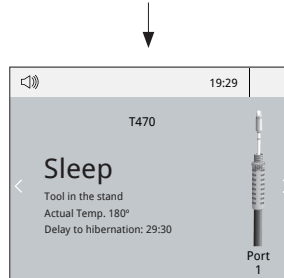 19:29
T470
Sleep
Tool in the stand
Actual Temp. 180º
Delay to hibernation: 29:30
Port
1